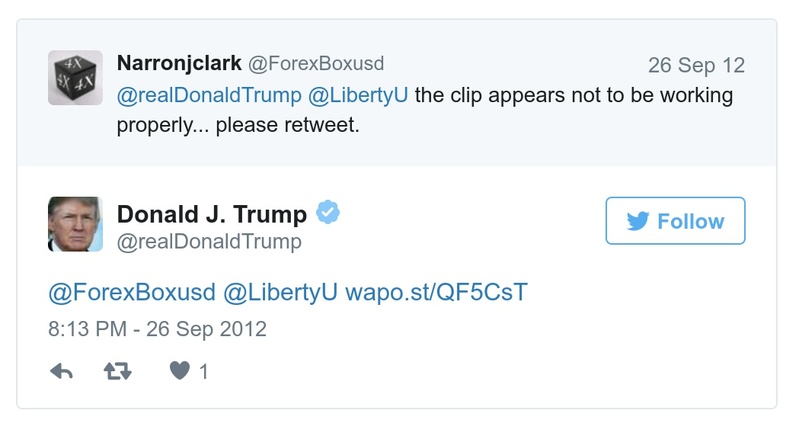 Narronjclark @ForexBoxusd 26 Sep 12
@realDonaldTrump @LibertyU the clip appears not to be working
properly... please retweet.
Donald J. Trump
Follow
@realDonaldTrump
@ForexBoxusd @LibertyU wapo.st/QF5CsT
8:13 PM - 26 Sep 2012
1